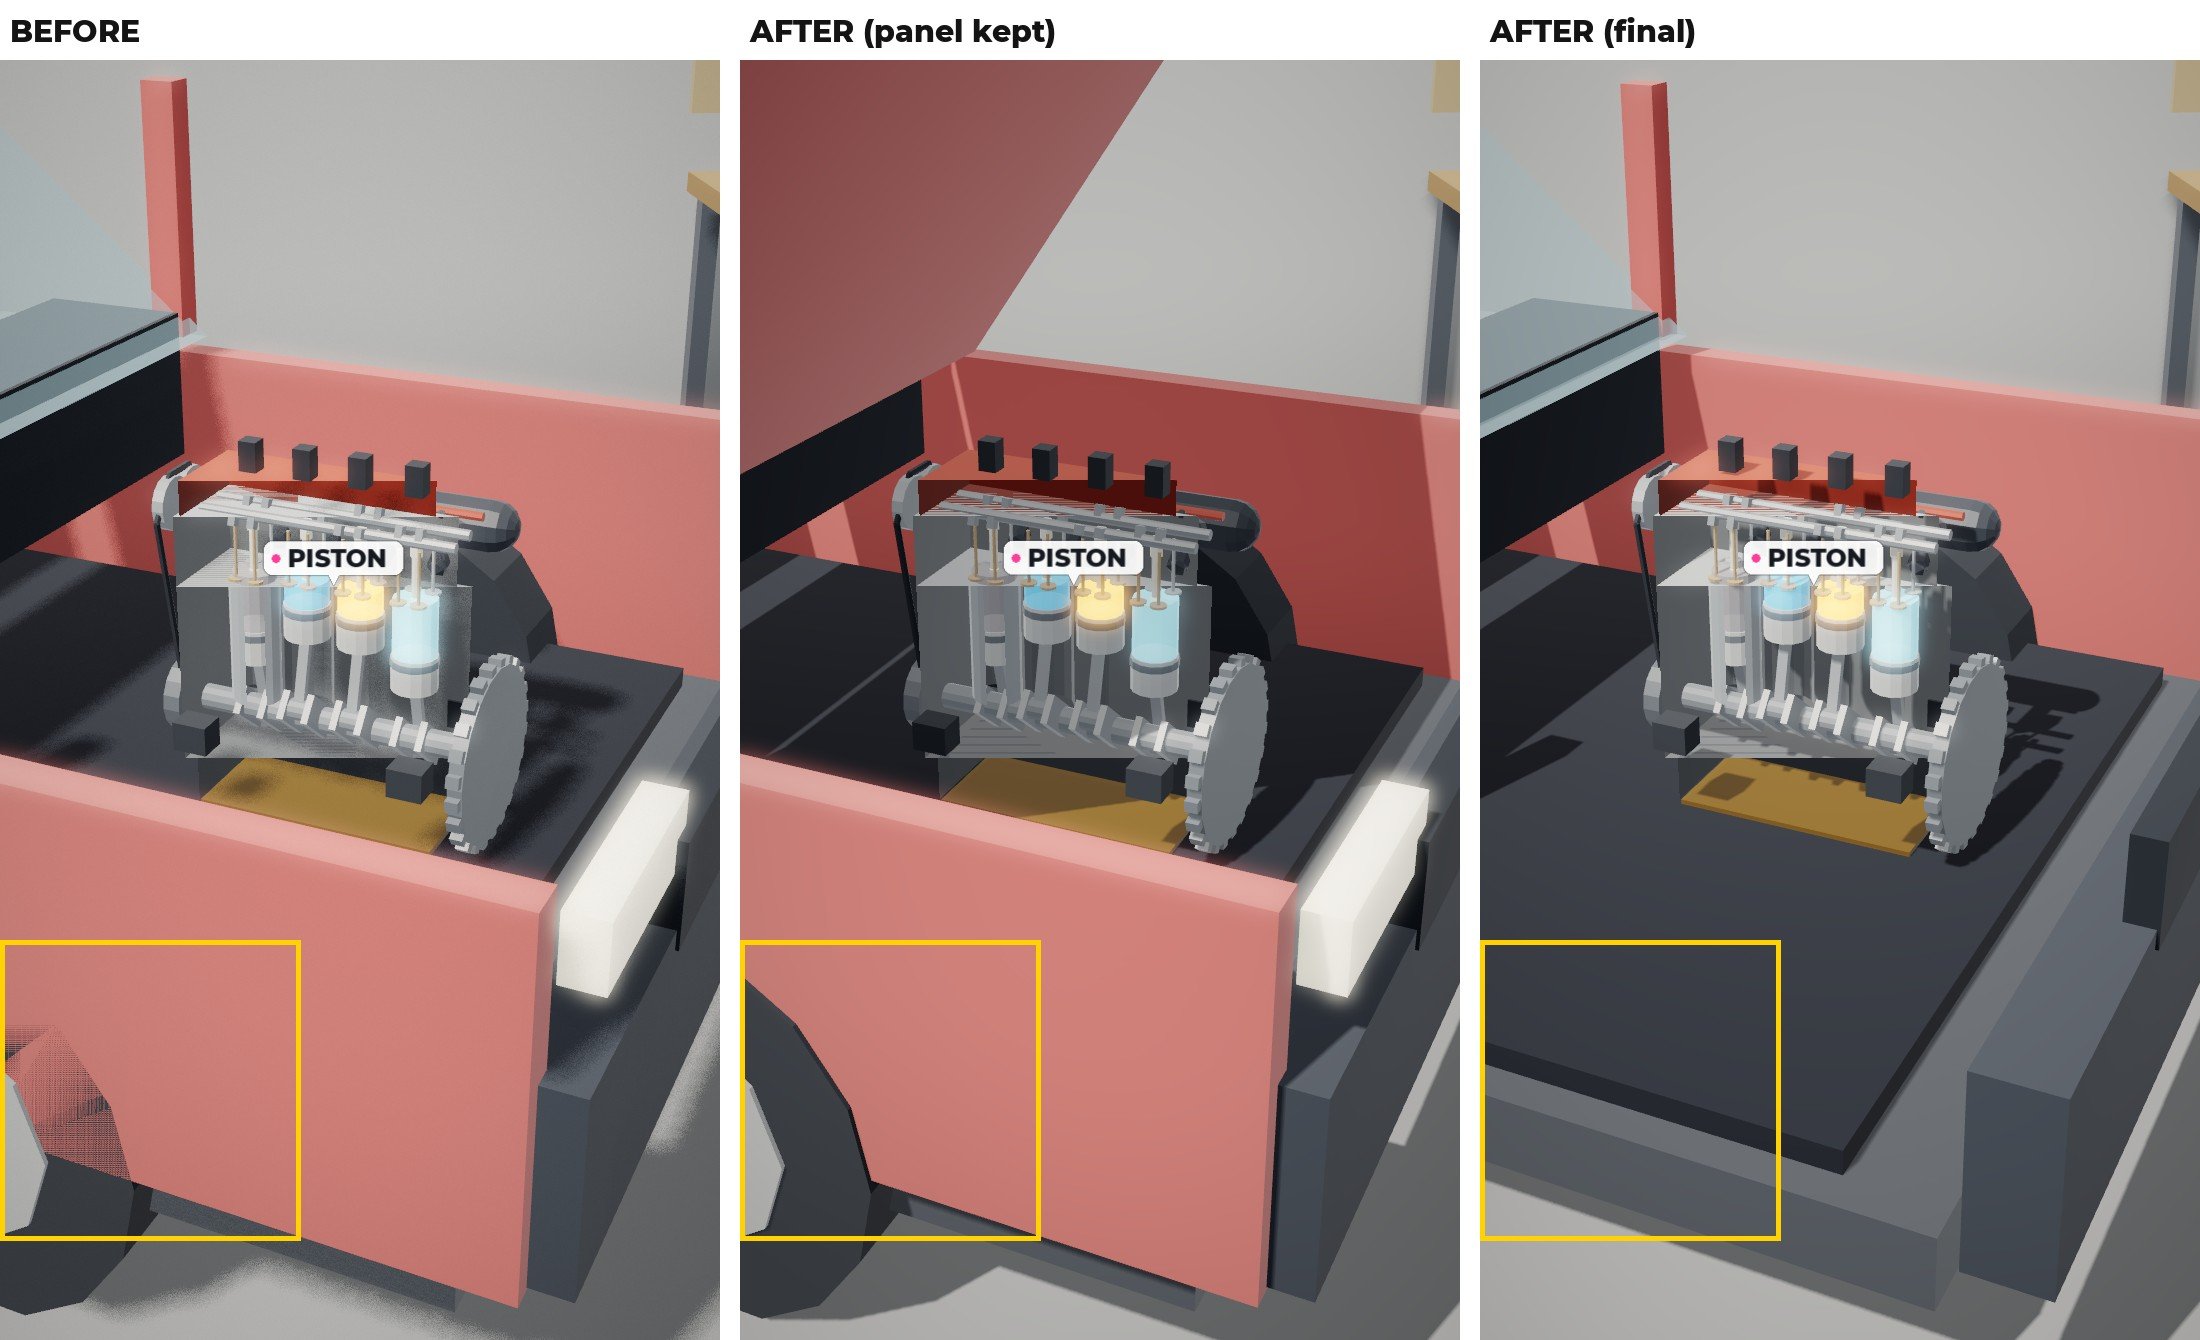 BEFORE
AFTER (panel kept)
AFTER (final)
PISTON
PISTON
PISTON